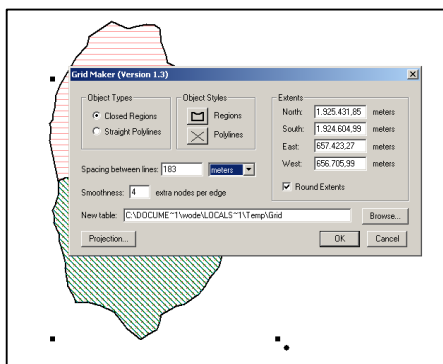 Grid Maker (Version 1.3)
Object Types
Closed Regions
Straight Polylines
Object Styles
Regions
Polylines
Extents
North: 1.925.431,85 meters
South: 1.924.604,99 meters
East: 657.423,27 meters
West: 656.705,99 meters
Round Extents
Spacing between lines: 183 meters
Smoothness: 4 extra nodes per edge
New table: C:\DOCUME~1\wode\LOCALS~1\Temp\Grid Browse...
Projection... OK Cancel